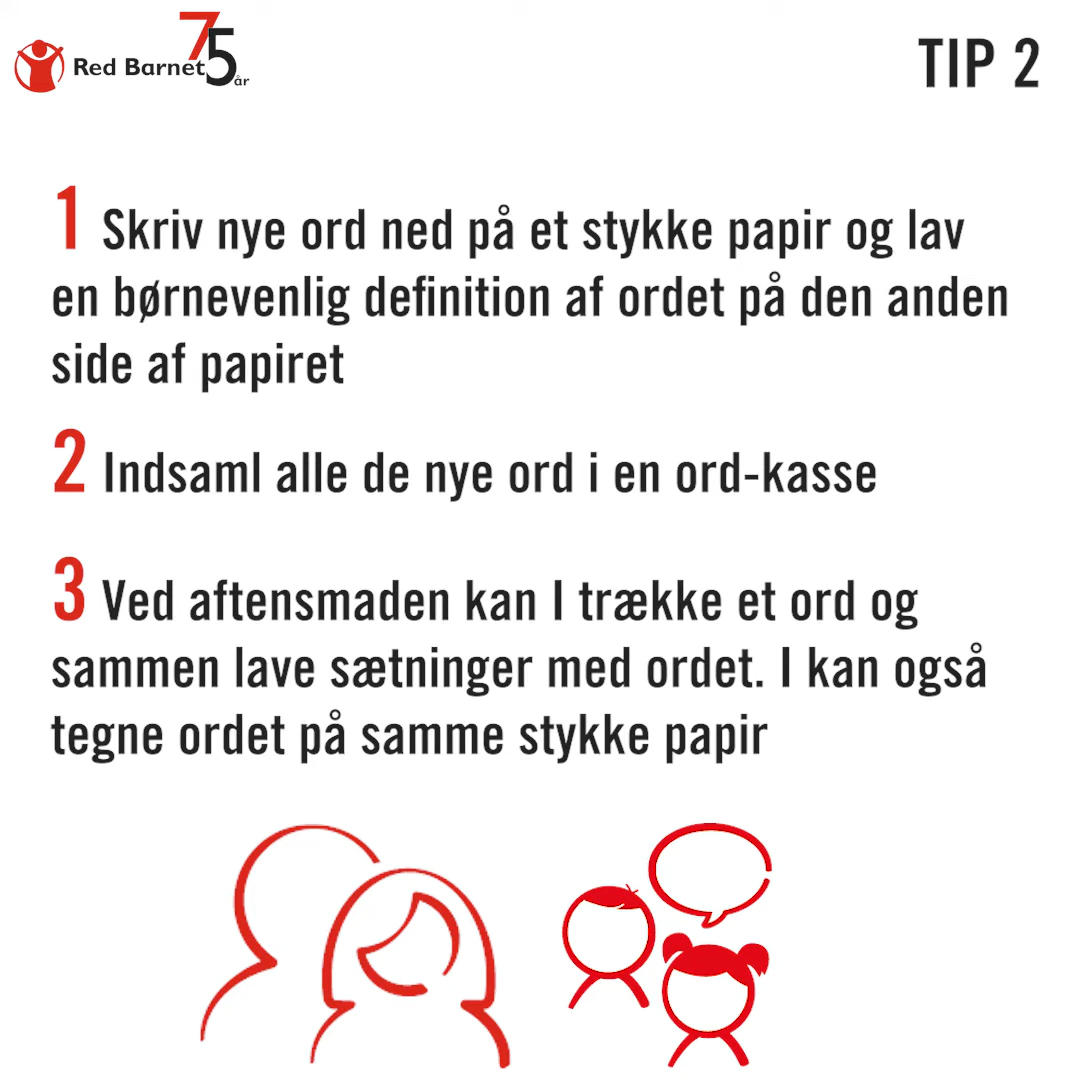 Red Barnet 75 år
TIP 2
1 Skriv nye ord ned på et stykke papir og lav
en børnevenlig definition af ordet på den anden
side af papiret
2 Indsaml alle de nye ord i en ord-kasse
3 Ved aftensmaden kan I trække et ord og
sammen lave sætninger med ordet. I kan også
tegne ordet på samme stykke papir